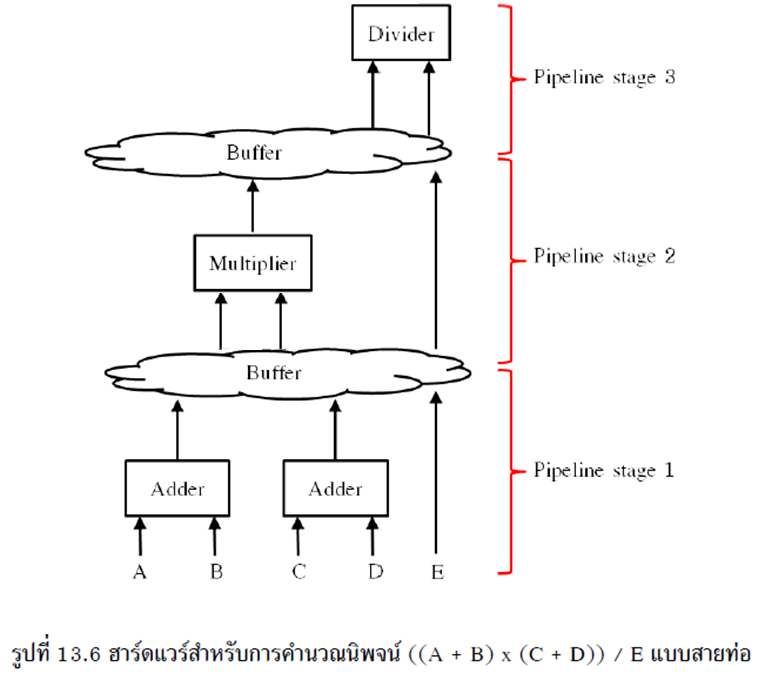 Divider
Pipeline stage 3
Buffer
Multiplier
Pipeline stage 2
Buffer
Adder
Adder
Pipeline stage 1
A B C D E
รูปที่ 13.6 ฮาร์ดแวร์สำหรับการคำนวณนิพจน์ ((A + B) x (C + D)) / E แบบสายท่อ